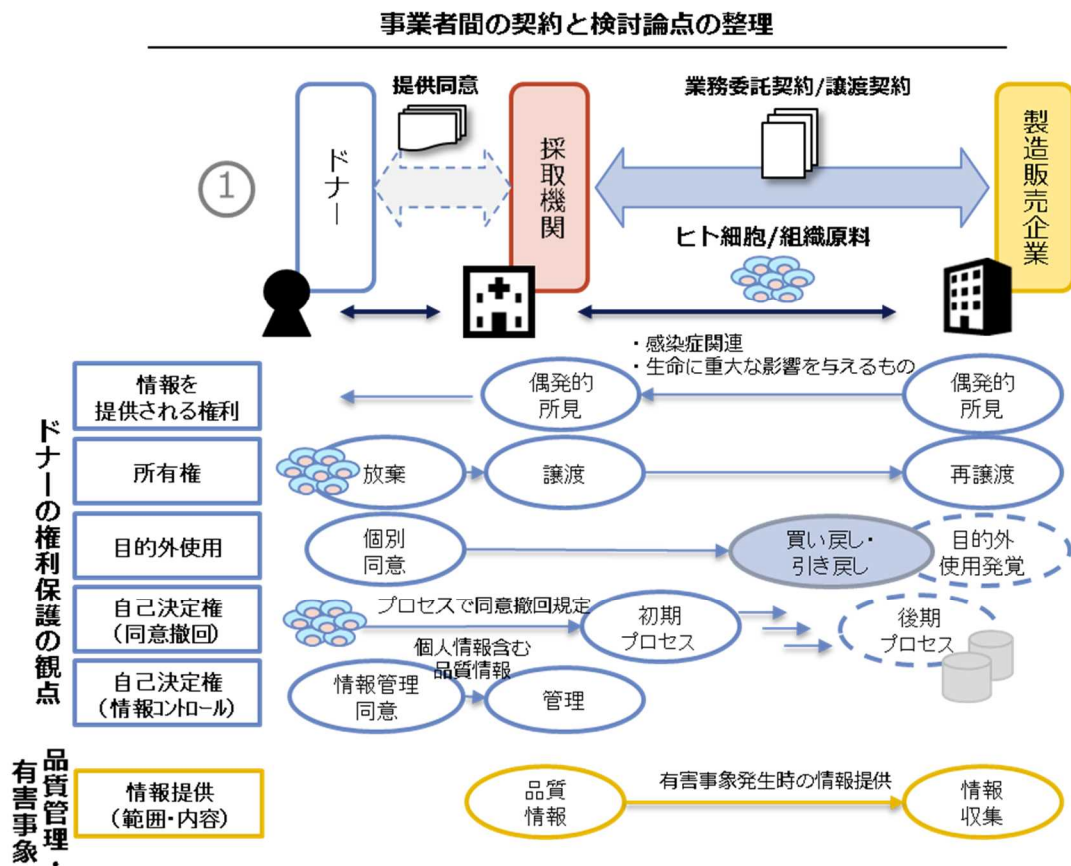 事業者間の契約と検討論点の整理
提供同意
業務委託契約/譲渡契約
①
ドナー
採取機関
製造販売企業
ヒト細胞/組織原料
・感染症関連
・生命に重大な影響を与えるもの
ドナーの権利保護の観点
情報を
提供される権利
偶発的
所見
偶発的
所見
所有権
放棄
譲渡
再譲渡
目的外使用
個別
同意
買い戻し・
引き戻し
目的外
使用発覚
自己決定権
(同意撤回)
プロセスで同意撤回規定
初期
プロセス
後期
プロセス
自己決定権
(情報コントロール)
個人情報含む
品質情報
情報管理
同意
管理
品質管理・
有害事象
情報提供
(範囲・内容)
品質
情報
有害事象発生時の情報提供
情報
収集